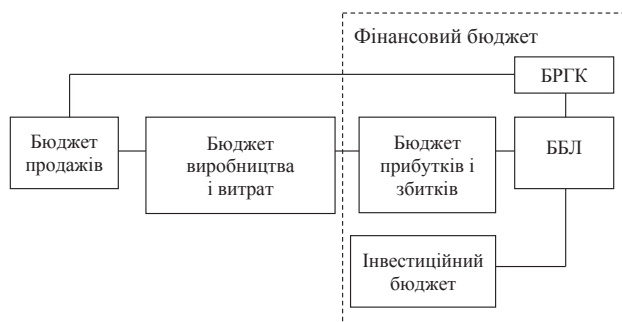 Фінансовий бюджет
БРГК
Бюджет
продажів
Бюджет
виробництва
і витрат
Бюджет
прибутків і
збитків
ББЛ
Інвестиційний
бюджет